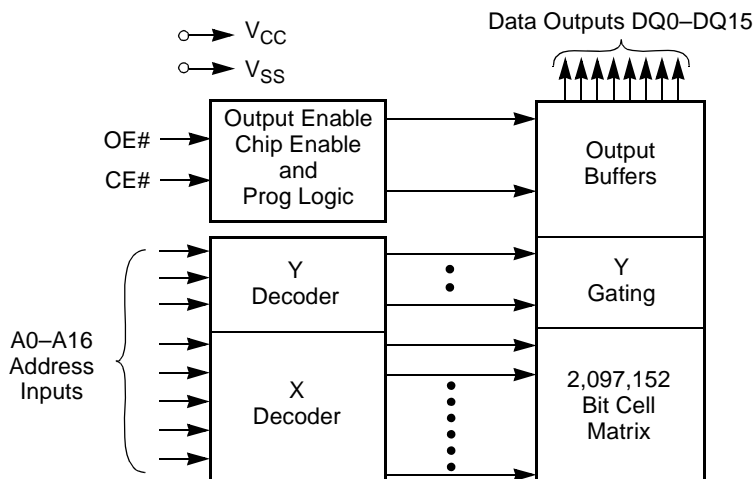 Data Outputs DQ0–DQ15
VCC
VSS
OE#
CE#
Output Enable
Chip Enable
and
Prog Logic
Output
Buffers
A0–A16
Address
Inputs
Y
Decoder
Y
Gating
X
Decoder
2,097,152
Bit Cell
Matrix